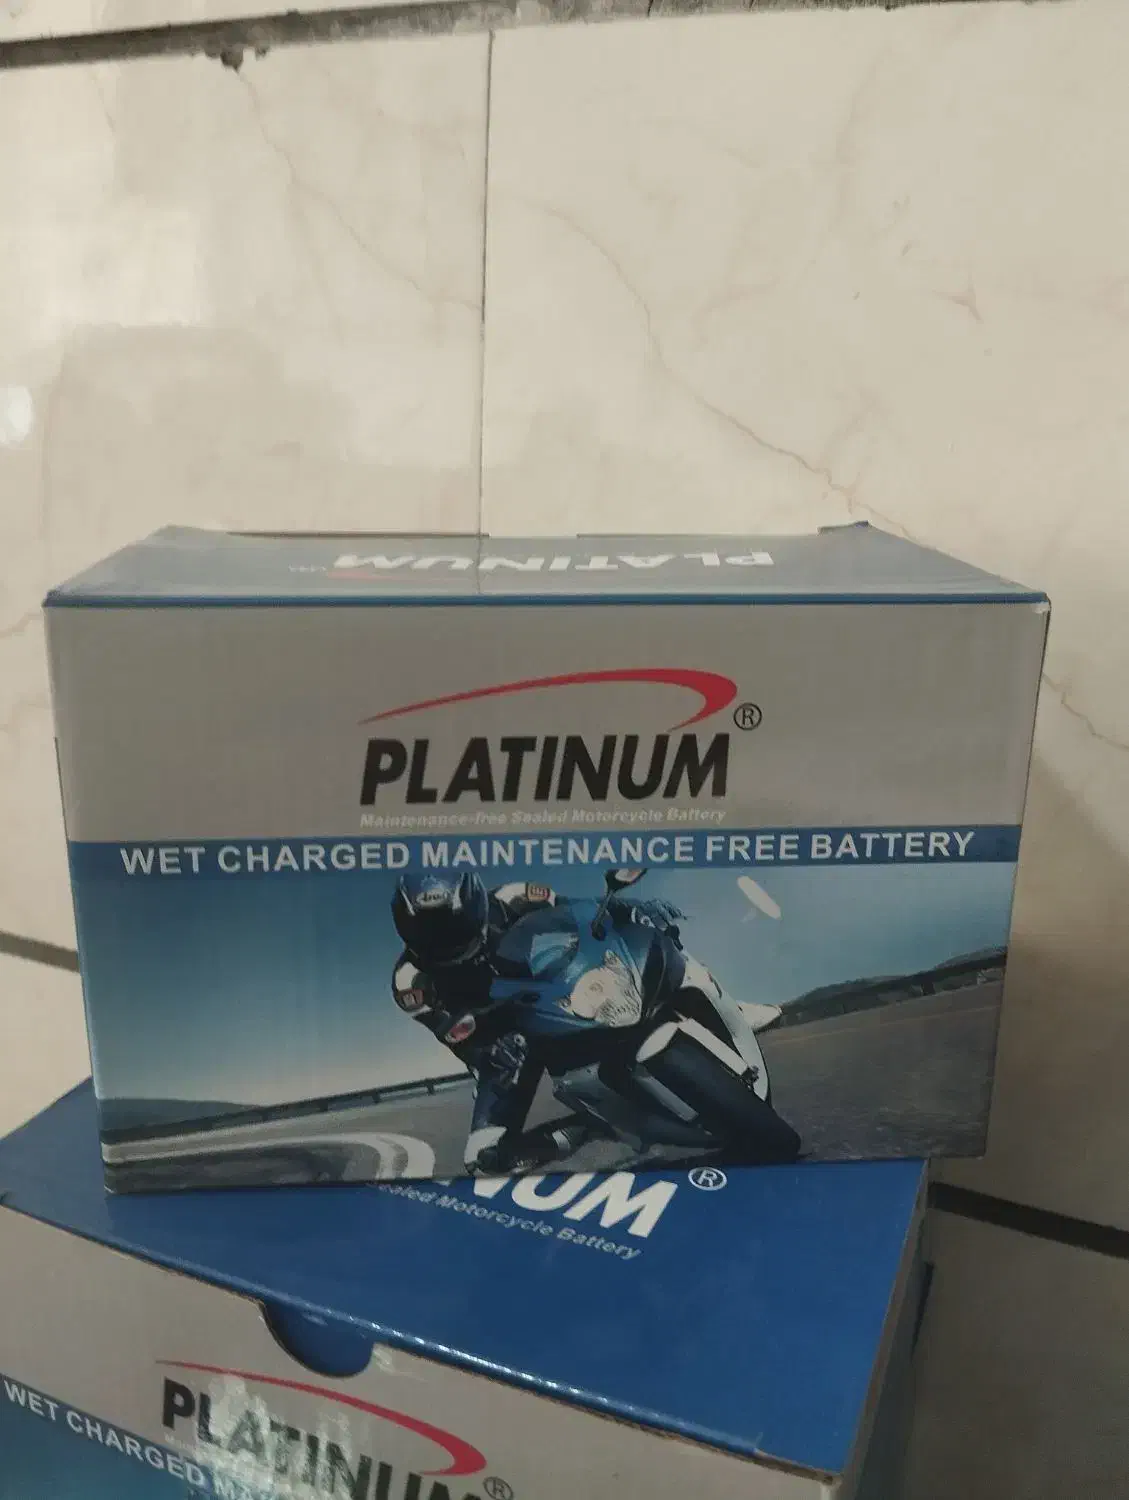 PLATINUM
PLATINUM®
Maintenance-free Sealed Motorcycle Battery
WET CHARGED MAINTENANCE FREE BATTERY
Arai
NUM®
Sealed Motorcycle Battery
PLATINUM®
WET CHARGED